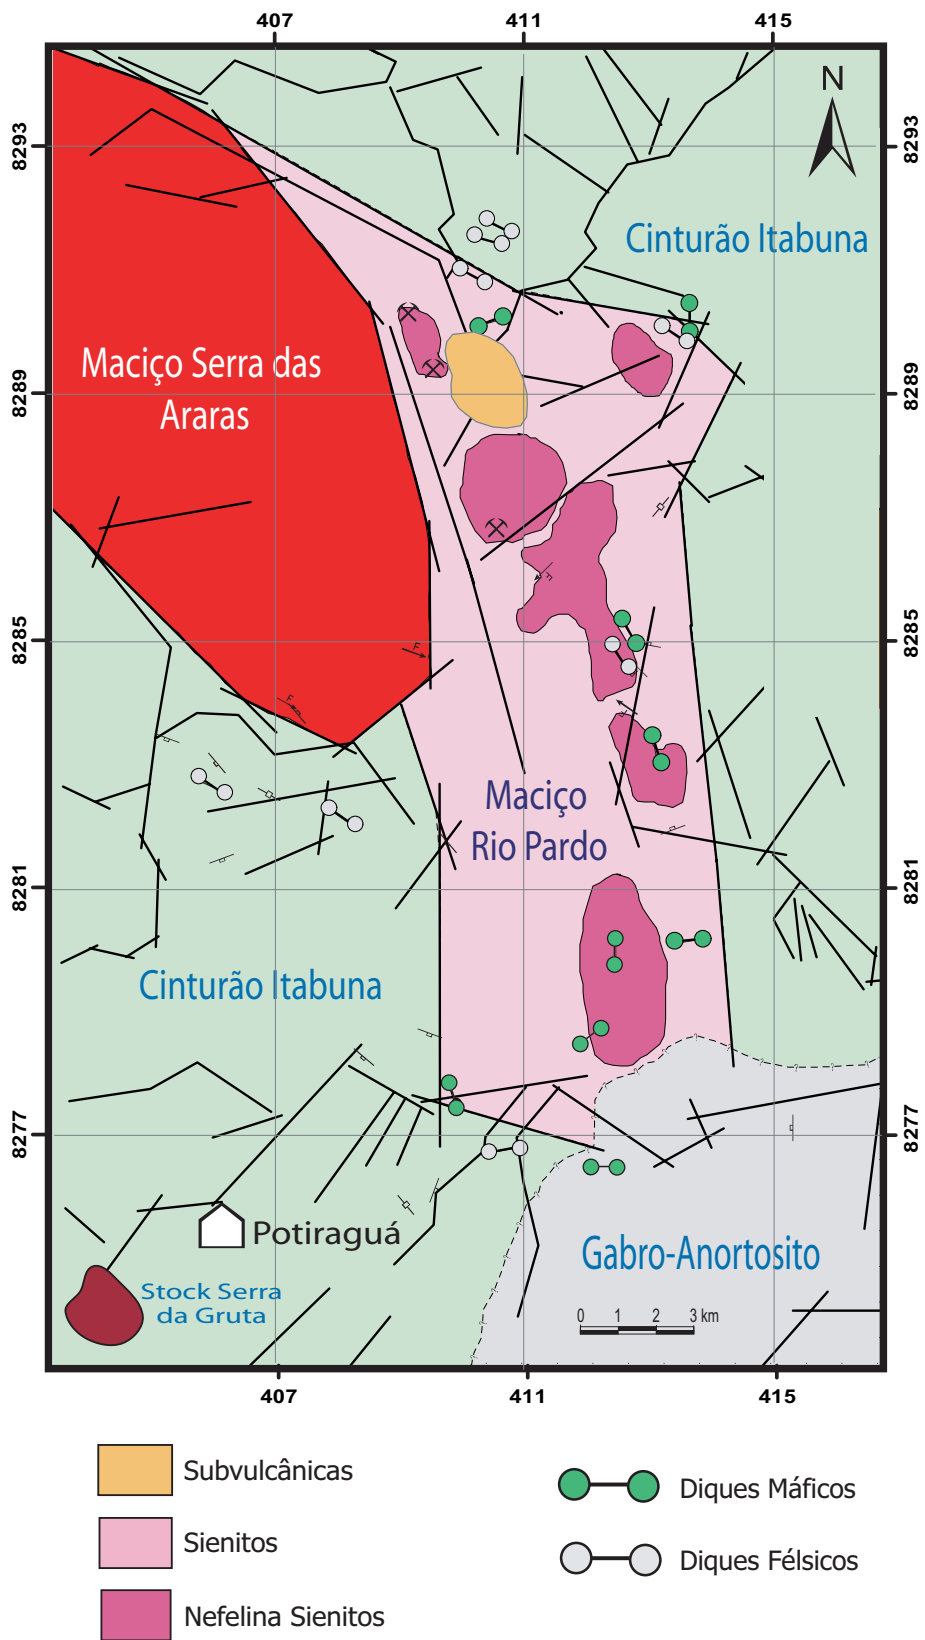 407 411 415
N
8293 8293
Cinturão Itabuna
Maciço Serra das
Araras
8289 8289
F
8285 8285
F
F
Maciço
Rio Pardo
8281 8281
Cinturão Itabuna
8277 8277
Potiraguá
Gabro-Anortosito
Stock Serra
da Gruta
0 1 2 3 km
407 411 415
Subvulcânicas
Diques Máficos
Sienitos
Diques Félsicos
Nefelina Sienitos